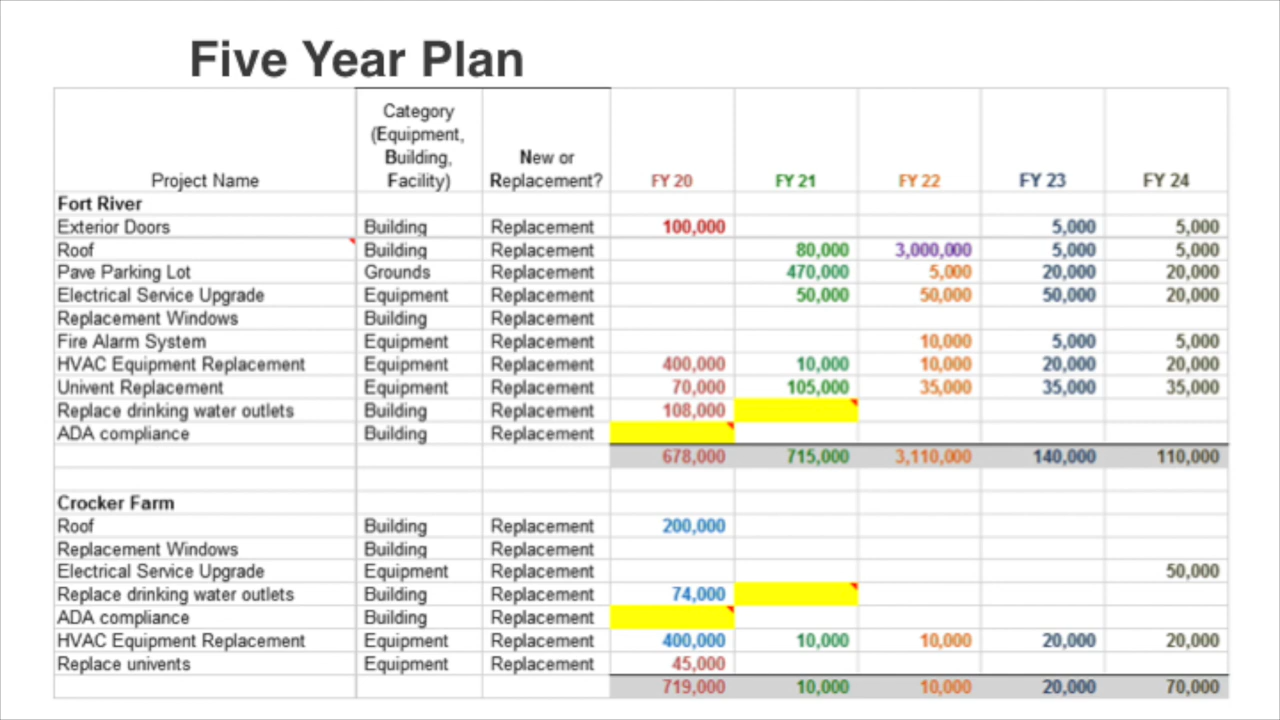 Five Year Plan
Project Name Category (Equipment, Building, Facility) New or Replacement? FY 20 FY 21 FY 22 FY 23 FY 24
Fort River
Exterior Doors Building Replacement 100,000 5,000 5,000
Roof Building Replacement 80,000 3,000,000 5,000 5,000
Pave Parking Lot Grounds Replacement 470,000 5,000 20,000 20,000
Electrical Service Upgrade Equipment Replacement 50,000 50,000 50,000 20,000
Replacement Windows Building Replacement
Fire Alarm System Equipment Replacement 10,000 5,000 5,000
HVAC Equipment Replacement Equipment Replacement 400,000 10,000 10,000 20,000 20,000
Univent Replacement Equipment Replacement 70,000 105,000 35,000 35,000 35,000
Replace drinking water outlets Building Replacement 108,000
ADA compliance Building Replacement
678,000 715,000 3,110,000 140,000 110,000
Crocker Farm
Roof Building Replacement 200,000
Replacement Windows Building Replacement
Electrical Service Upgrade Equipment Replacement 50,000
Replace drinking water outlets Building Replacement 74,000
ADA compliance Building Replacement
HVAC Equipment Replacement Equipment Replacement 400,000 10,000 10,000 20,000 20,000
Replace univents Equipment Replacement 45,000
719,000 10,000 10,000 20,000 70,000